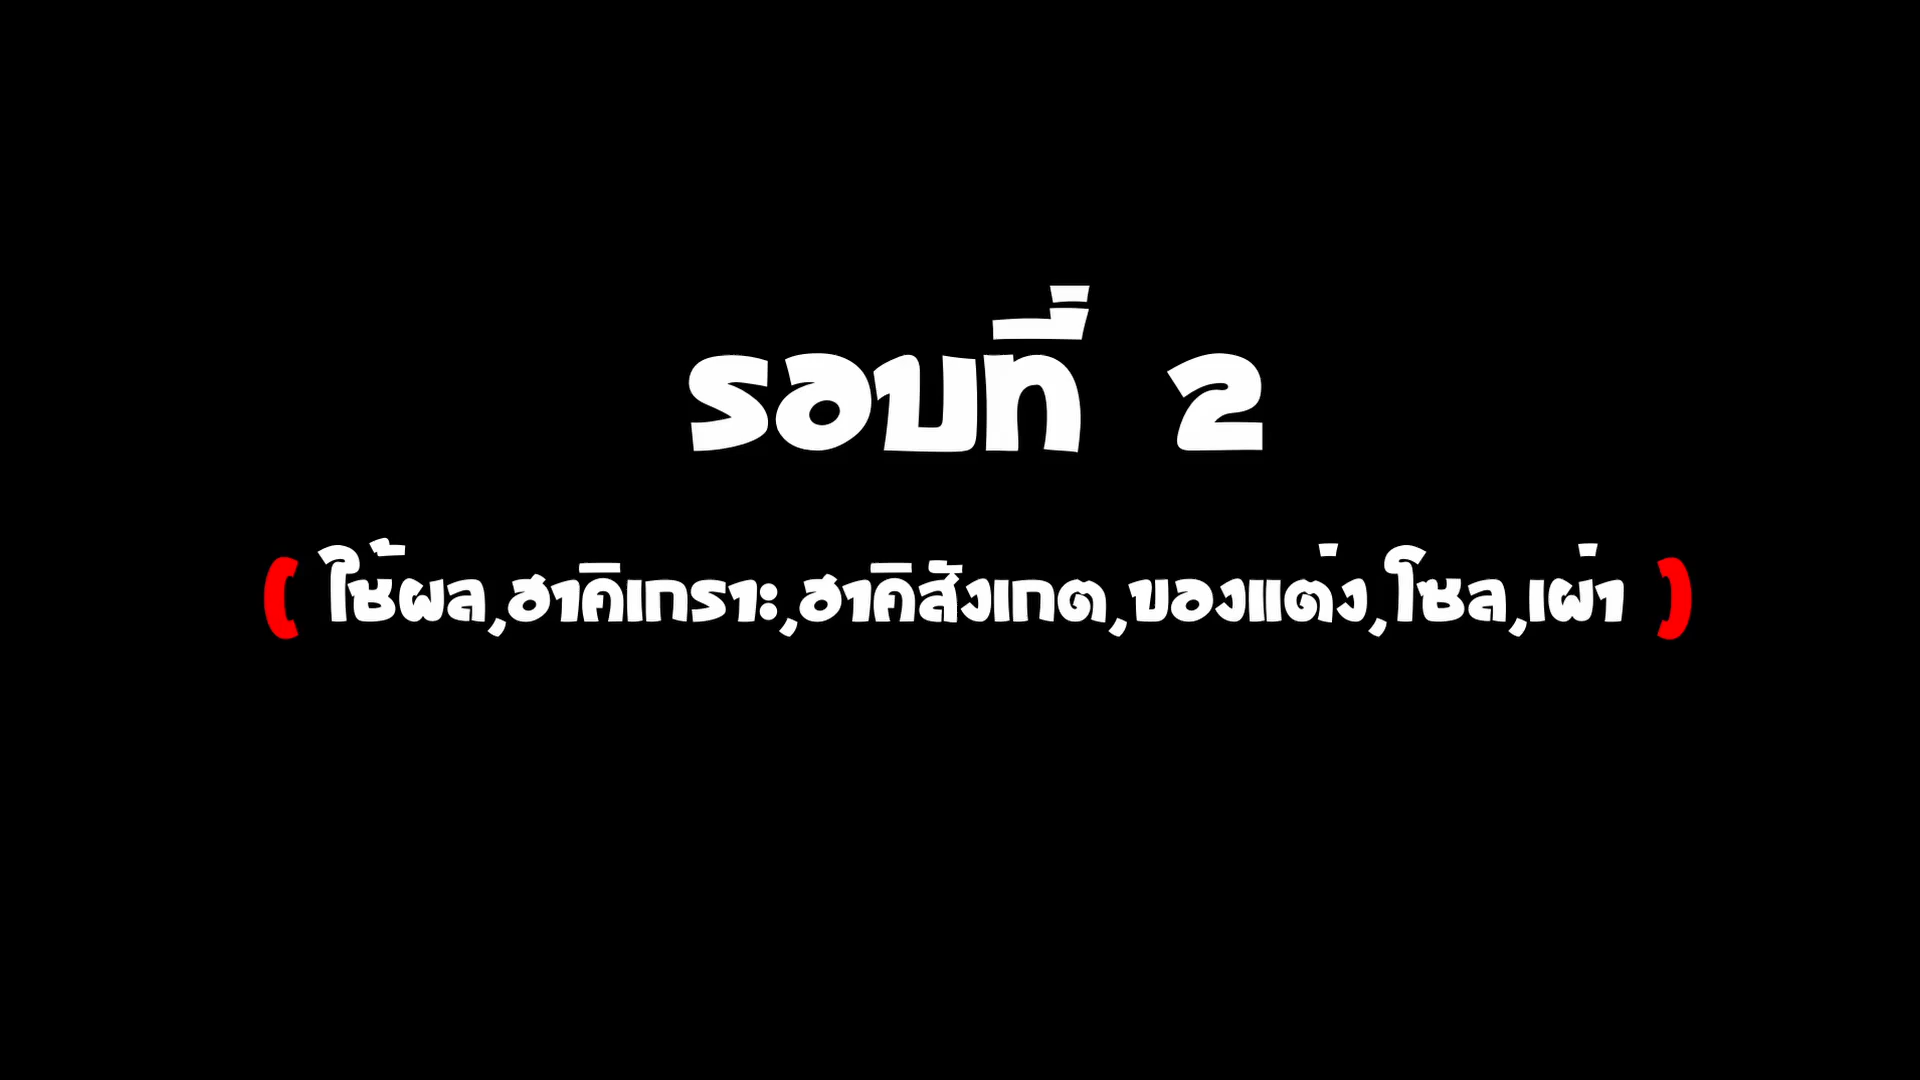 รอบที่ 2
( ใช้ผล,ฮาคิเกราะ,ฮาคิสังเกต,ของแต่ง,โซล,เผ่า )